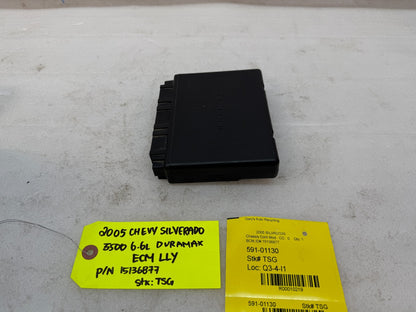 2005 CHEVY SILVERADO
3500 6.6L DURAMAX
ECM LLY
P/N 15136877
Stk: TSG
591-01130
Stk# TSG
Loc: Q3-4-I1
R00010219
591-01130
Stk# TSG